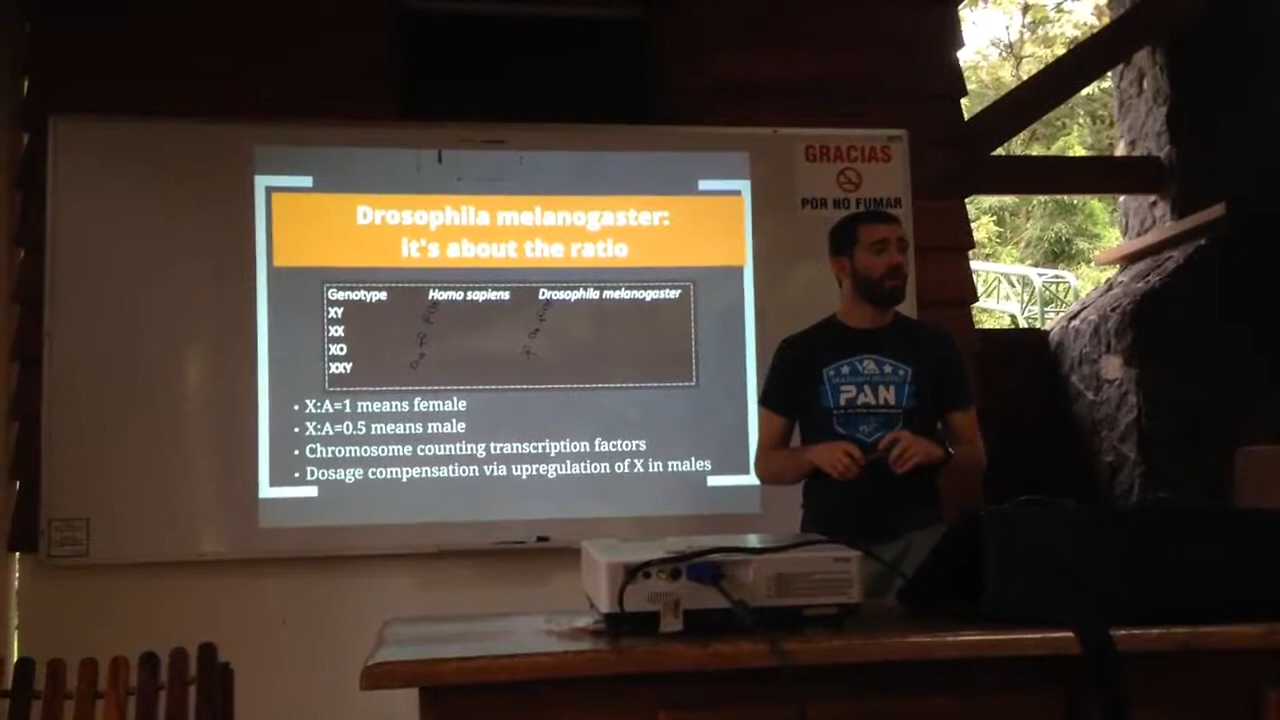 GRACIAS
POR NO FUMAR
Drosophila melanogaster:
it's about the ratio
Genotype Homo sapiens Drosophila melanogaster
XY
XX
XO
XXY
• X:A=1 means female
• X:A=0.5 means male
• Chromosome counting transcription factors
• Dosage compensation via upregulation of X in males
PAN